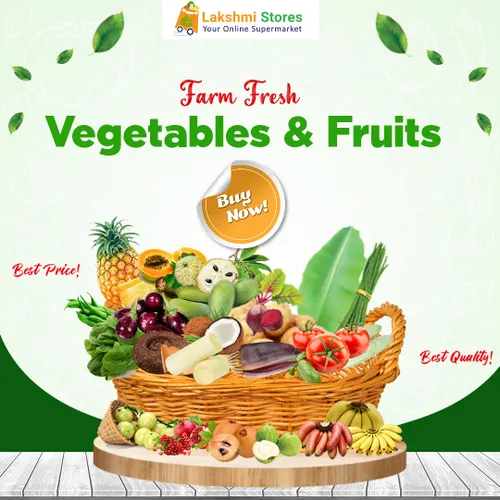 Lakshmi Stores
Your Online Supermarket
Farm Fresh
Vegetables & Fruits
Buy
Now!
Best Price!
Best Quality!